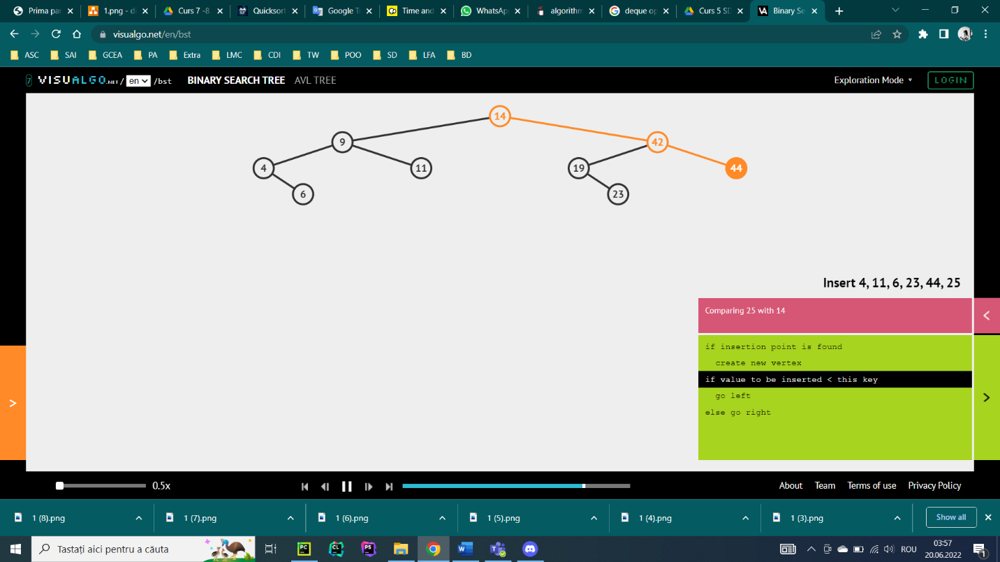 Prima par 1.png - di Curs 7 -8 Quicksort Google Tr Time and WhatsApp algorithm deque op Curs 5 SD Binary Se
visualgo.net/en/bst
ASC SAI GCEA PA Extra LMC CDI TW POO SD LFA BD
7 VISUALGO.NET / en /bst BINARY SEARCH TREE AVL TREE Exploration Mode LOGIN
14
9 42
4 11 19 44
6 23
Insert 4, 11, 6, 23, 44, 25
Comparing 25 with 14
if insertion point is found
create new vertex
if value to be inserted < this key
go left
else go right
0.5x About Team Terms of use Privacy Policy
1 (8).png 1 (7).png 1 (6).png 1 (5).png 1 (4).png 1 (3).png Show all
Tastați aici pentru a căuta PC CL PS W ROU 03:57
20.06.2022 1